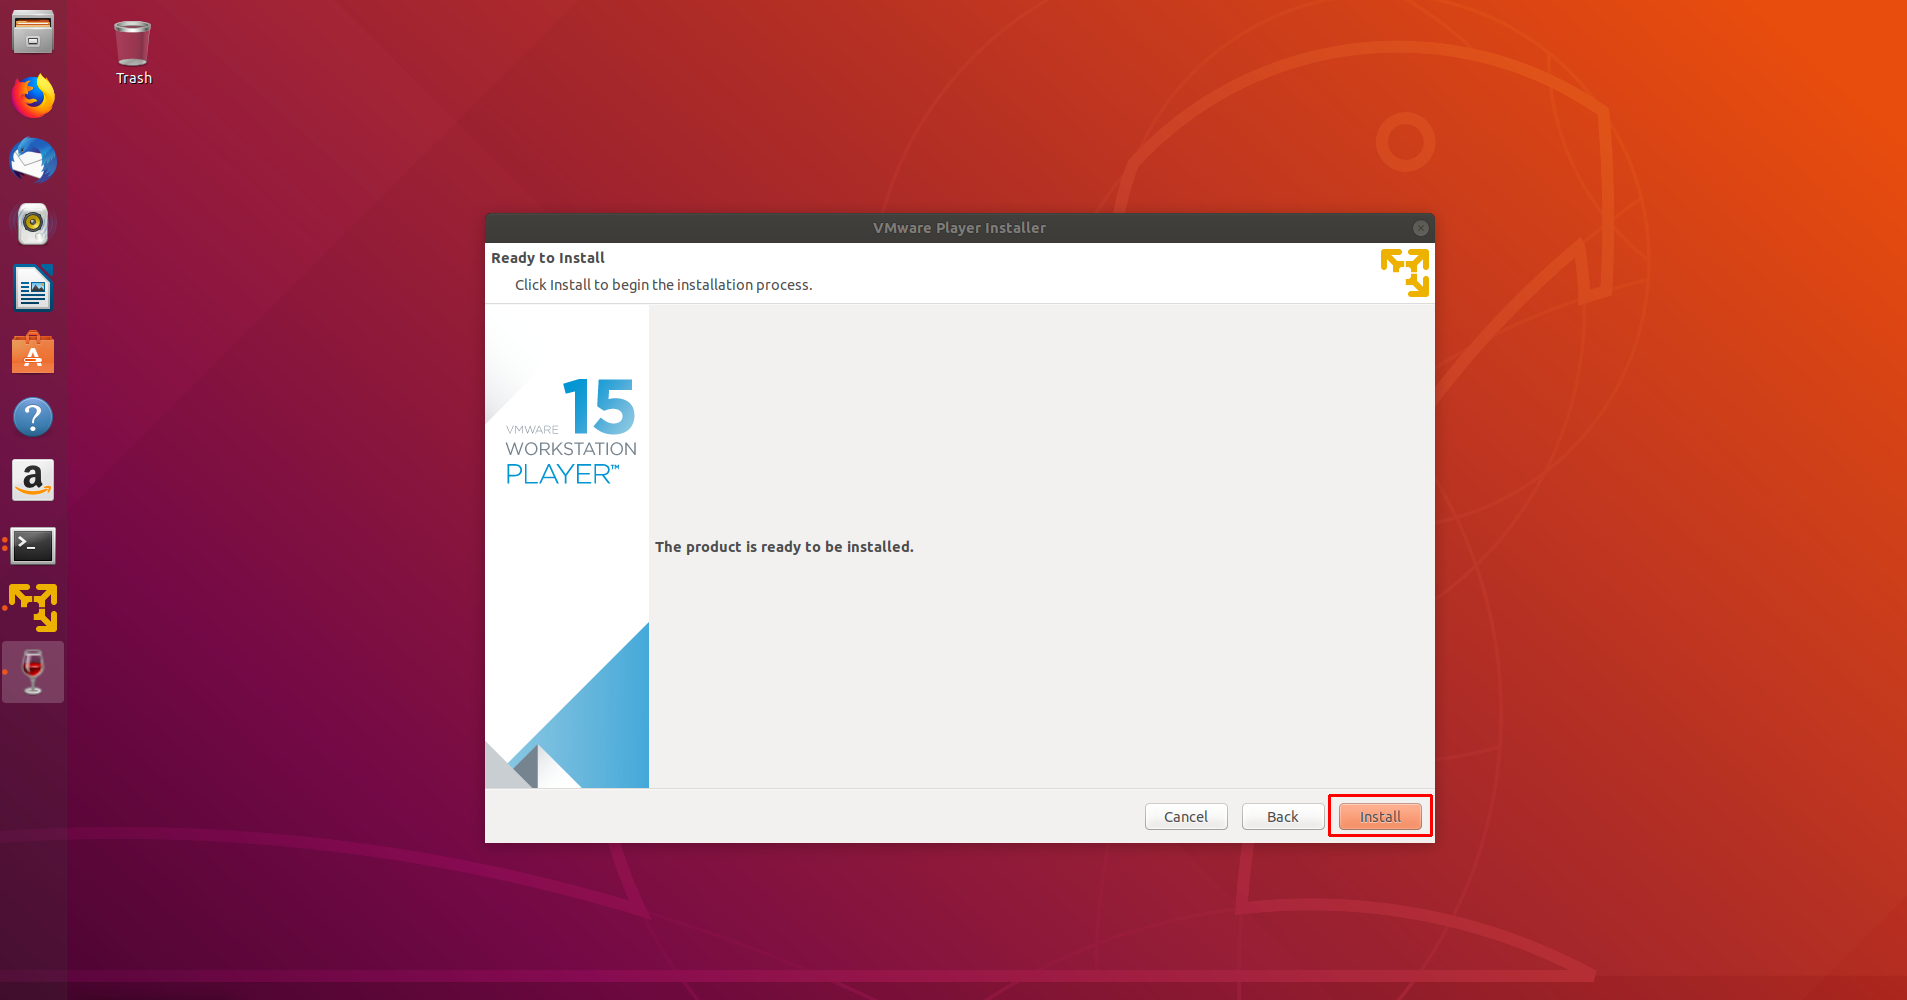 Trash
VMware Player Installer
Ready to Install
Click Install to begin the installation process.
15
VMWARE
WORKSTATION
PLAYER™
The product is ready to be installed.
Cancel
Back
Install